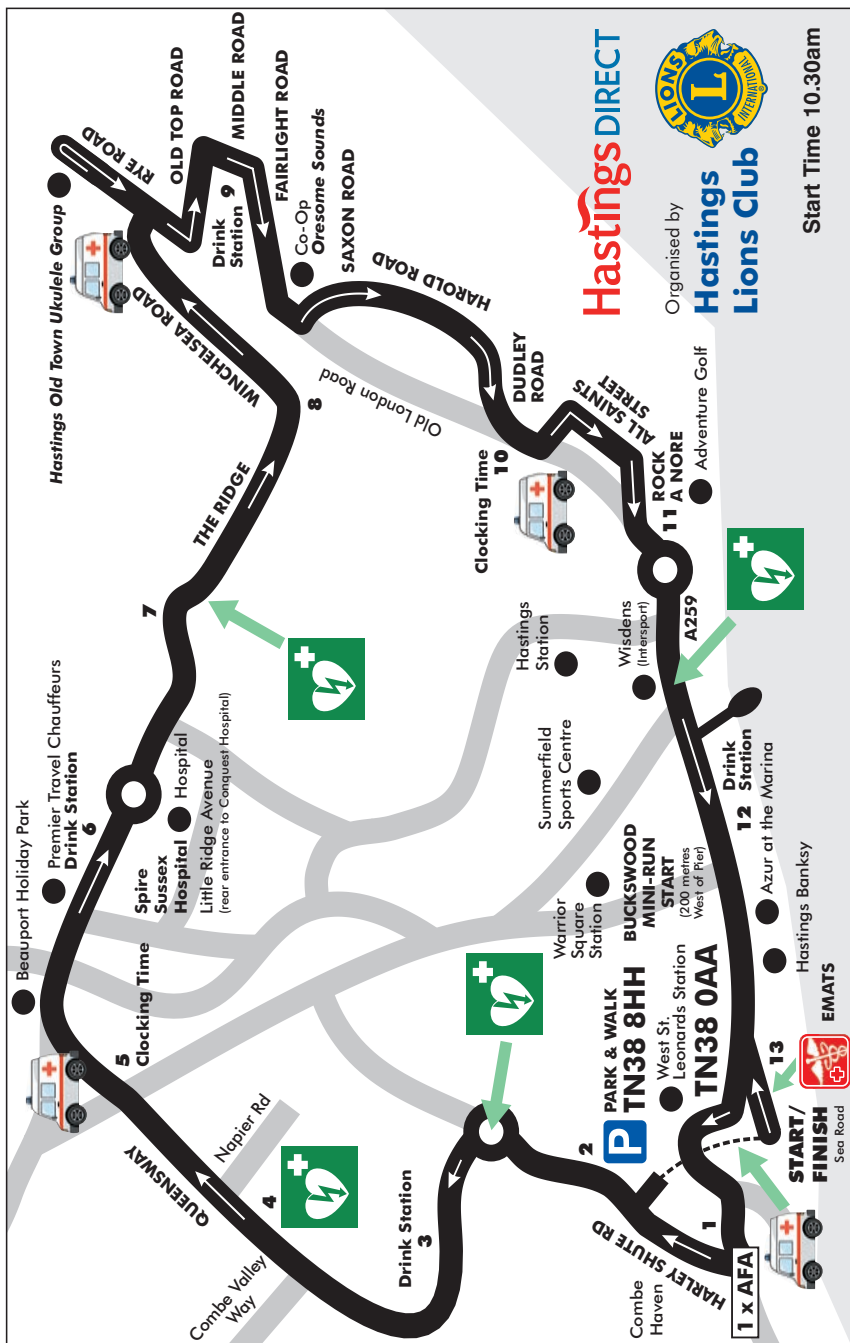 Hastings Old Town Ukulele Group
RYE ROAD
OLD TOP ROAD
MIDDLE ROAD
FAIRLIGHT ROAD
Drink
Station
9
Co-Op
Oresome Sounds
SAXON ROAD
HAROLD ROAD
WINCHELSEA ROAD
8
Old London Road
DUDLEY
ROAD
ALL SAINTS
STREET
Clocking Time
10
11
ROCK
A NORE
Adventure Golf
THE RIDGE
7
A259
Wisdens
(Intersport)
Hastings
Station
Summerfield
Sports Centre
Beauport Holiday Park
Premier Travel Chauffeurs
Drink Station
6
Spire
Sussex
Hospital
Hospital
Little Ridge Avenue
(rear entrance to Conquest Hospital)
5
Clocking Time
Drink
Station
12
Azur at the Marina
Hastings Banksy
Warrior
Square
Station
BUCKSWOOD
MINI-RUN
START
(200 metres
West of Pier)
PARK & WALK
P
TN38 8HH
West St.
Leonards Station
TN38 0AA
QUEENSWAY
Napier Rd
4
Combe Valley
Way
Drink Station
3
2
HARLEY SHUTE RD
Combe
Haven
1
1 x AFA
13
EMATS
START/
FINISH
Sea Road
Hastings DIRECT
Organised by
Hastings
Lions Club
LIONS
L
INTERNATIONAL
®
Start Time 10.30am